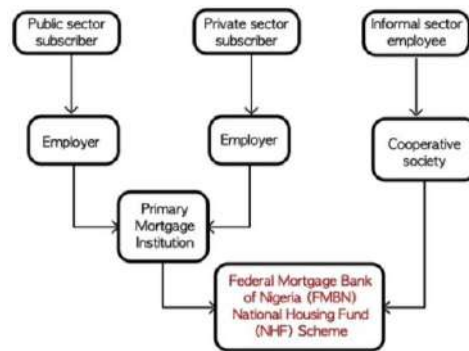 Public sector
subscriber
Private sector
subscriber
Informal sector
employee
Employer
Employer
Cooperative
society
Primary
Mortgage
Institution
Federal Mortgage Bank
of Nigeria (FMBN)
National Housing Fund
(NHF) Scheme